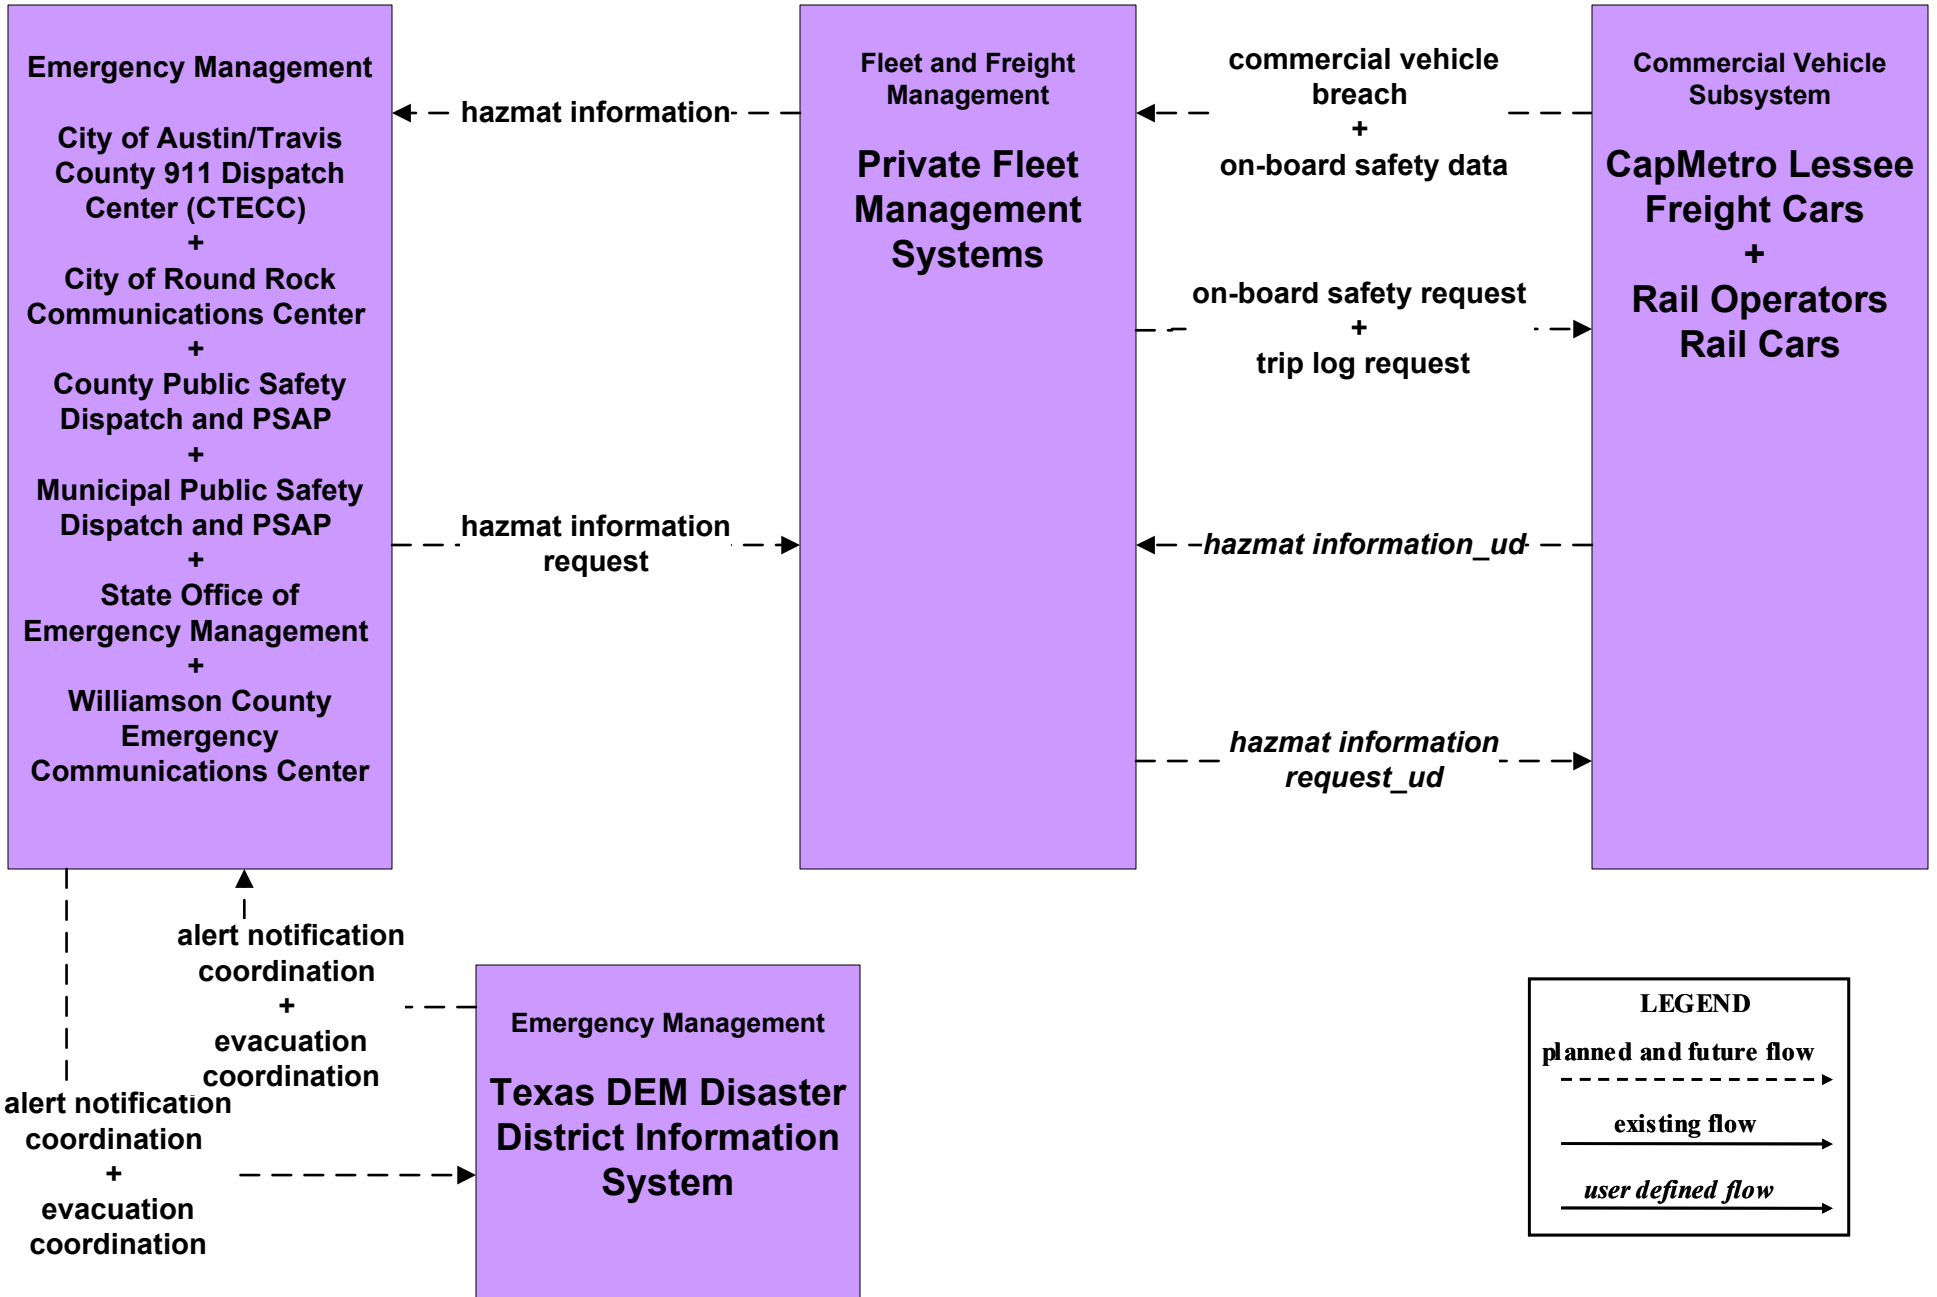 Emergency Management
City of Austin/Travis
County 911 Dispatch
Center (CTECC)
+
City of Round Rock
Communications Center
+
County Public Safety
Dispatch and PSAP
+
Municipal Public Safety
Dispatch and PSAP
+
State Office of
Emergency Management
+
Williamson County
Emergency
Communications Center
hazmat information
hazmat information
request
Fleet and Freight
Management
Private Fleet
Management
Systems
commercial vehicle
breach
+
on-board safety data
on-board safety request
+
trip log request
hazmat information_ud
hazmat information
request_ud
Commercial Vehicle
Subsystem
CapMetro Lessee
Freight Cars
+
Rail Operators
Rail Cars
alert notification
coordination
+
evacuation
coordination
alert notification
coordination
+
evacuation
coordination
Emergency Management
Texas DEM Disaster
District Information
System
LEGEND
planned and future flow
existing flow
user defined flow